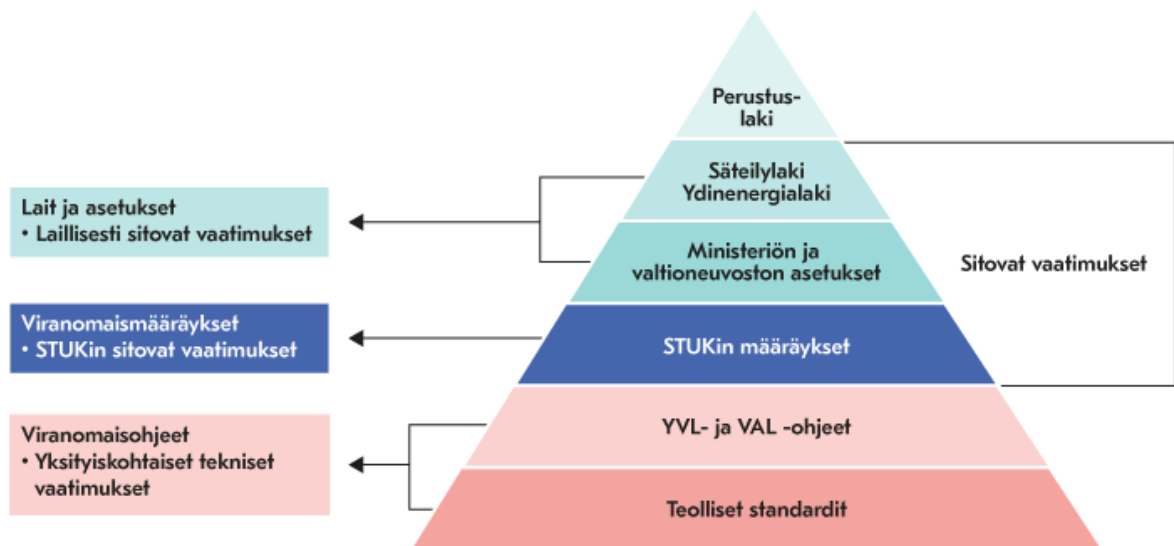 Perustus-
laki
Säteilylaki
Ydinenergialaki
Lait ja asetukset
• Laillisesti sitovat vaatimukset
Ministeriön ja
valtioneuvoston asetukset
Sitovat vaatimukset
Viranomaismääräykset
• STUKin sitovat vaatimukset
STUKin määräykset
Viranomaisohjeet
• Yksityiskohtaiset tekniset
vaatimukset
YVL- ja VAL -ohjeet
Teolliset standardit